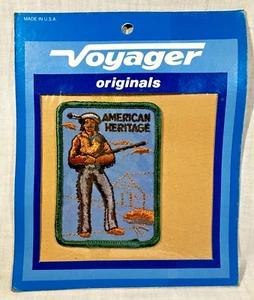 MADE IN U.S.A
Voyager
originals
AMERICAN
HERITAGE